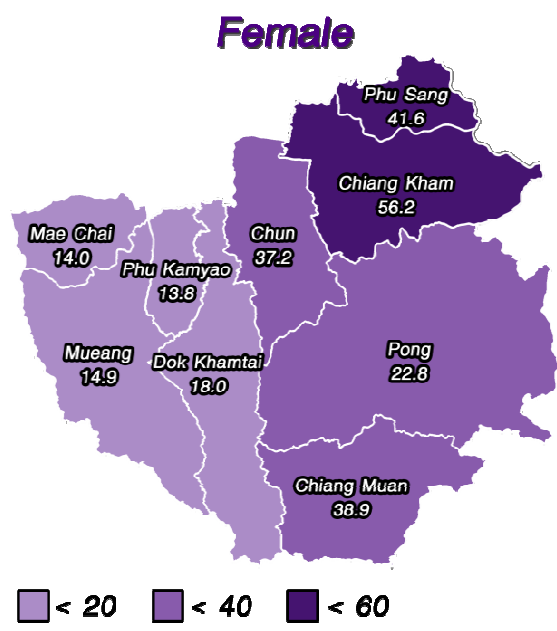 Female
Phu Sang
41.6
Chiang Kham
56.2
Mae Chai
14.0
Chun
37.2
Phu Kamyao
13.8
Mueang
14.9
Dok Khamtai
18.0
Pong
22.8
Chiang Muan
38.9
< 20
< 40
< 60